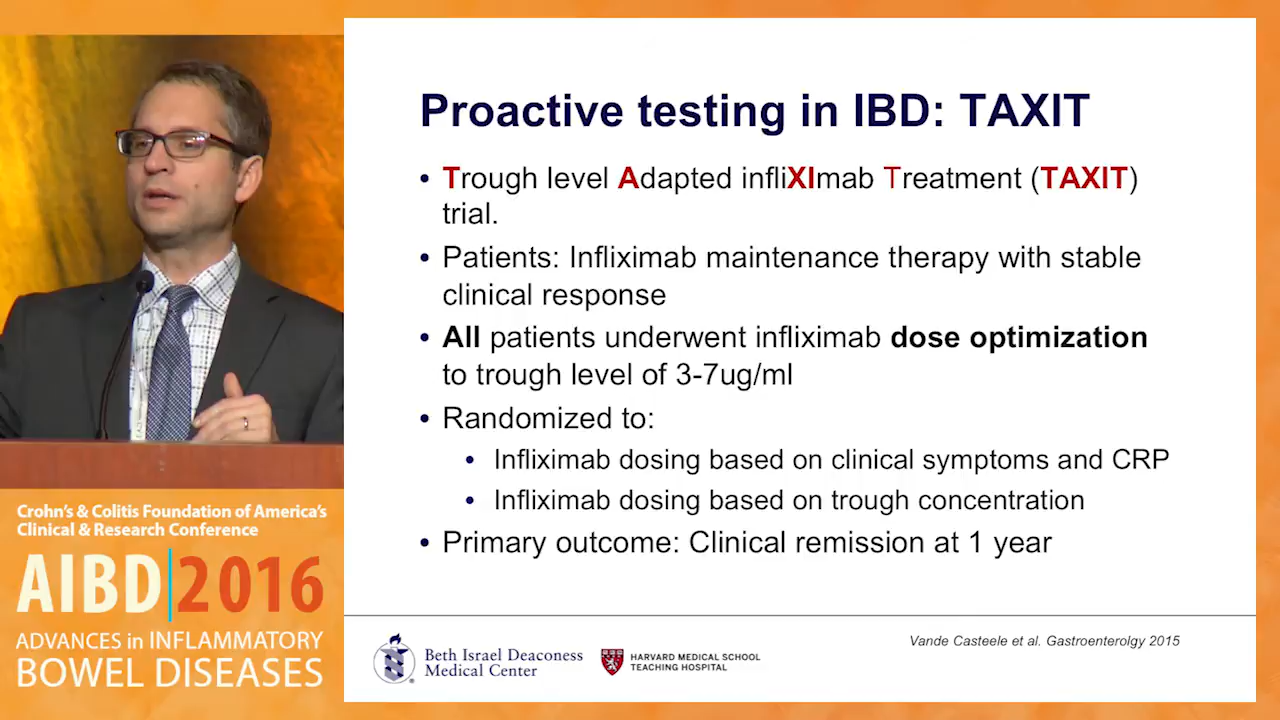 Proactive testing in IBD: TAXIT
• Trough level Adapted infliXImab Treatment (TAXIT)
trial.
• Patients: Infliximab maintenance therapy with stable
clinical response
• All patients underwent infliximab dose optimization
to trough level of 3-7ug/ml
• Randomized to:
• Infliximab dosing based on clinical symptoms and CRP
• Infliximab dosing based on trough concentration
• Primary outcome: Clinical remission at 1 year
Vande Casteele et al. Gastroenterolgy 2015
Beth Israel Deaconess
Medical Center
HARVARD MEDICAL SCHOOL
TEACHING HOSPITAL
Crohn's & Colitis Foundation of America's
Clinical & Research Conference
AIBD|2016
ADVANCES in INFLAMMATORY
BOWEL DISEASES